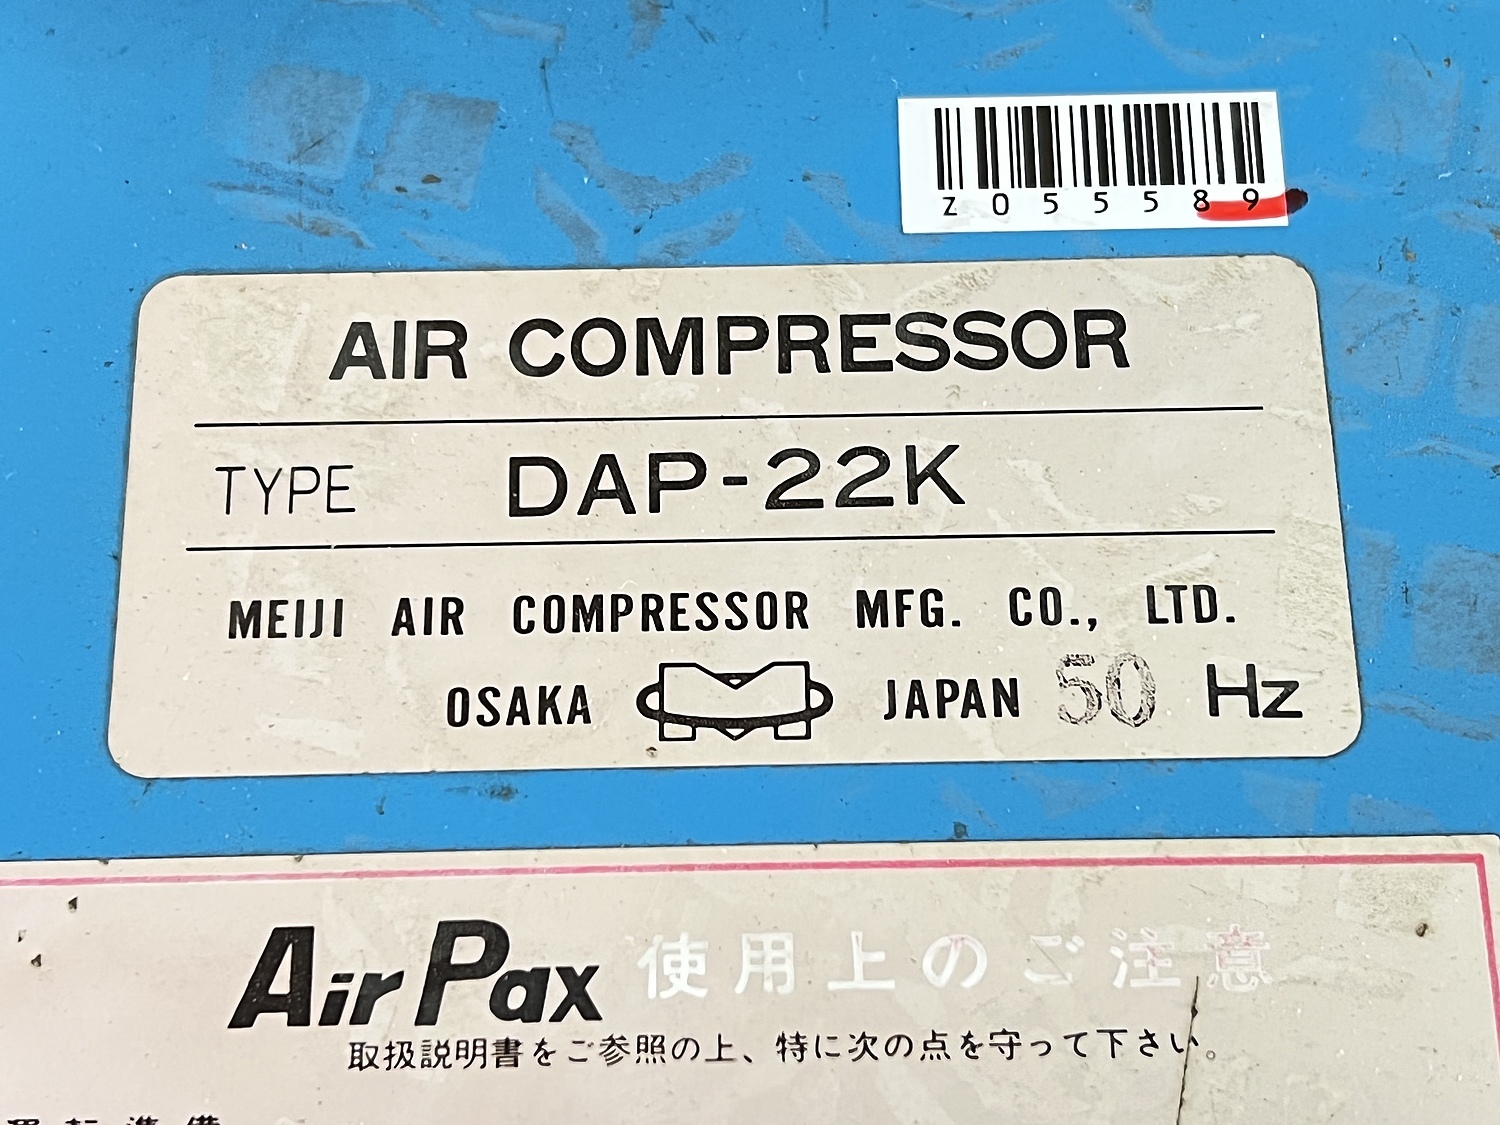 Z055589
AIR COMPRESSOR
TYPE DAP-22K
MEIJI AIR COMPRESSOR MFG. CO., LTD.
OSAKA JAPAN 50 Hz
AirPax 使用上のご注意
取扱説明書をご参照の上、特に次の点を守って下さい。